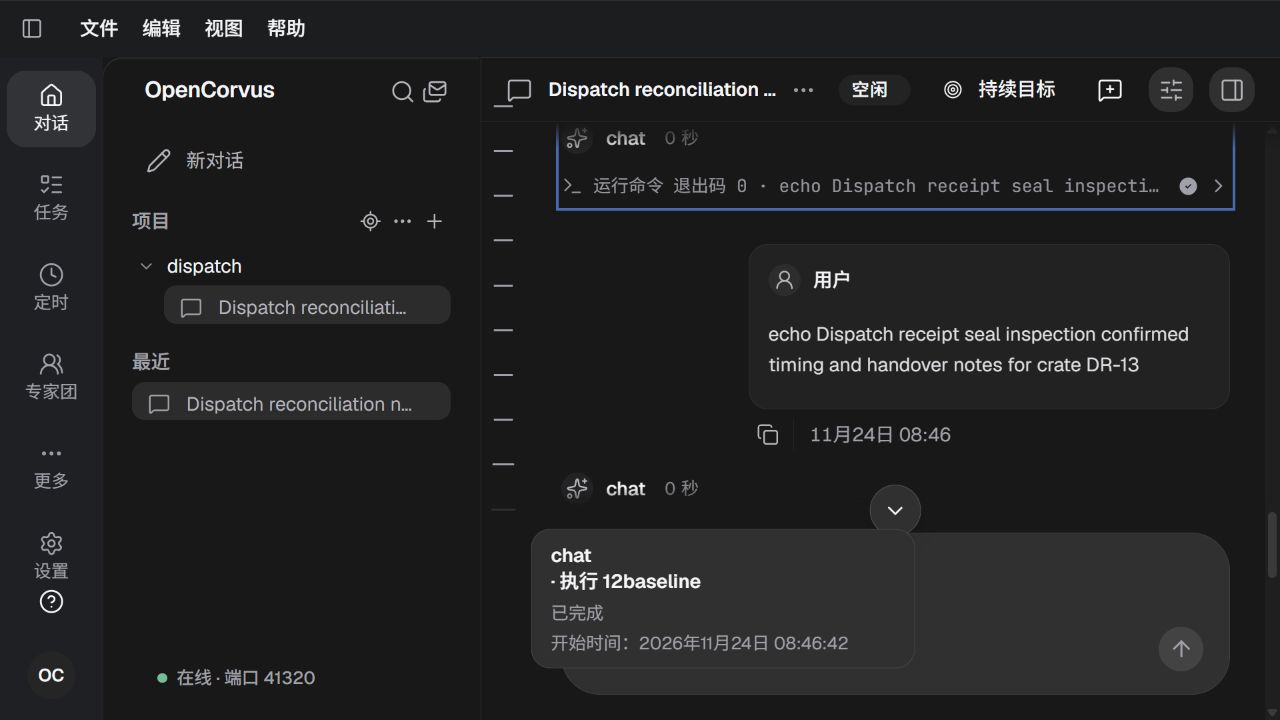 文件 编辑 视图 帮助
对话
任务
定时
专家团
更多
设置
OC
OpenCorvus
新对话
项目
dispatch
Dispatch reconciliati...
最近
Dispatch reconciliation n...
在线 · 端口 41320
Dispatch reconciliation ...
空闲
持续目标
chat 0 秒
运行命令 退出码 0 · echo Dispatch receipt seal inspecti…
用户
echo Dispatch receipt seal inspection confirmed
timing and handover notes for crate DR-13
11月24日 08:46
chat 0 秒
chat
· 执行 12baseline
已完成
开始时间：2026年11月24日 08:46:42